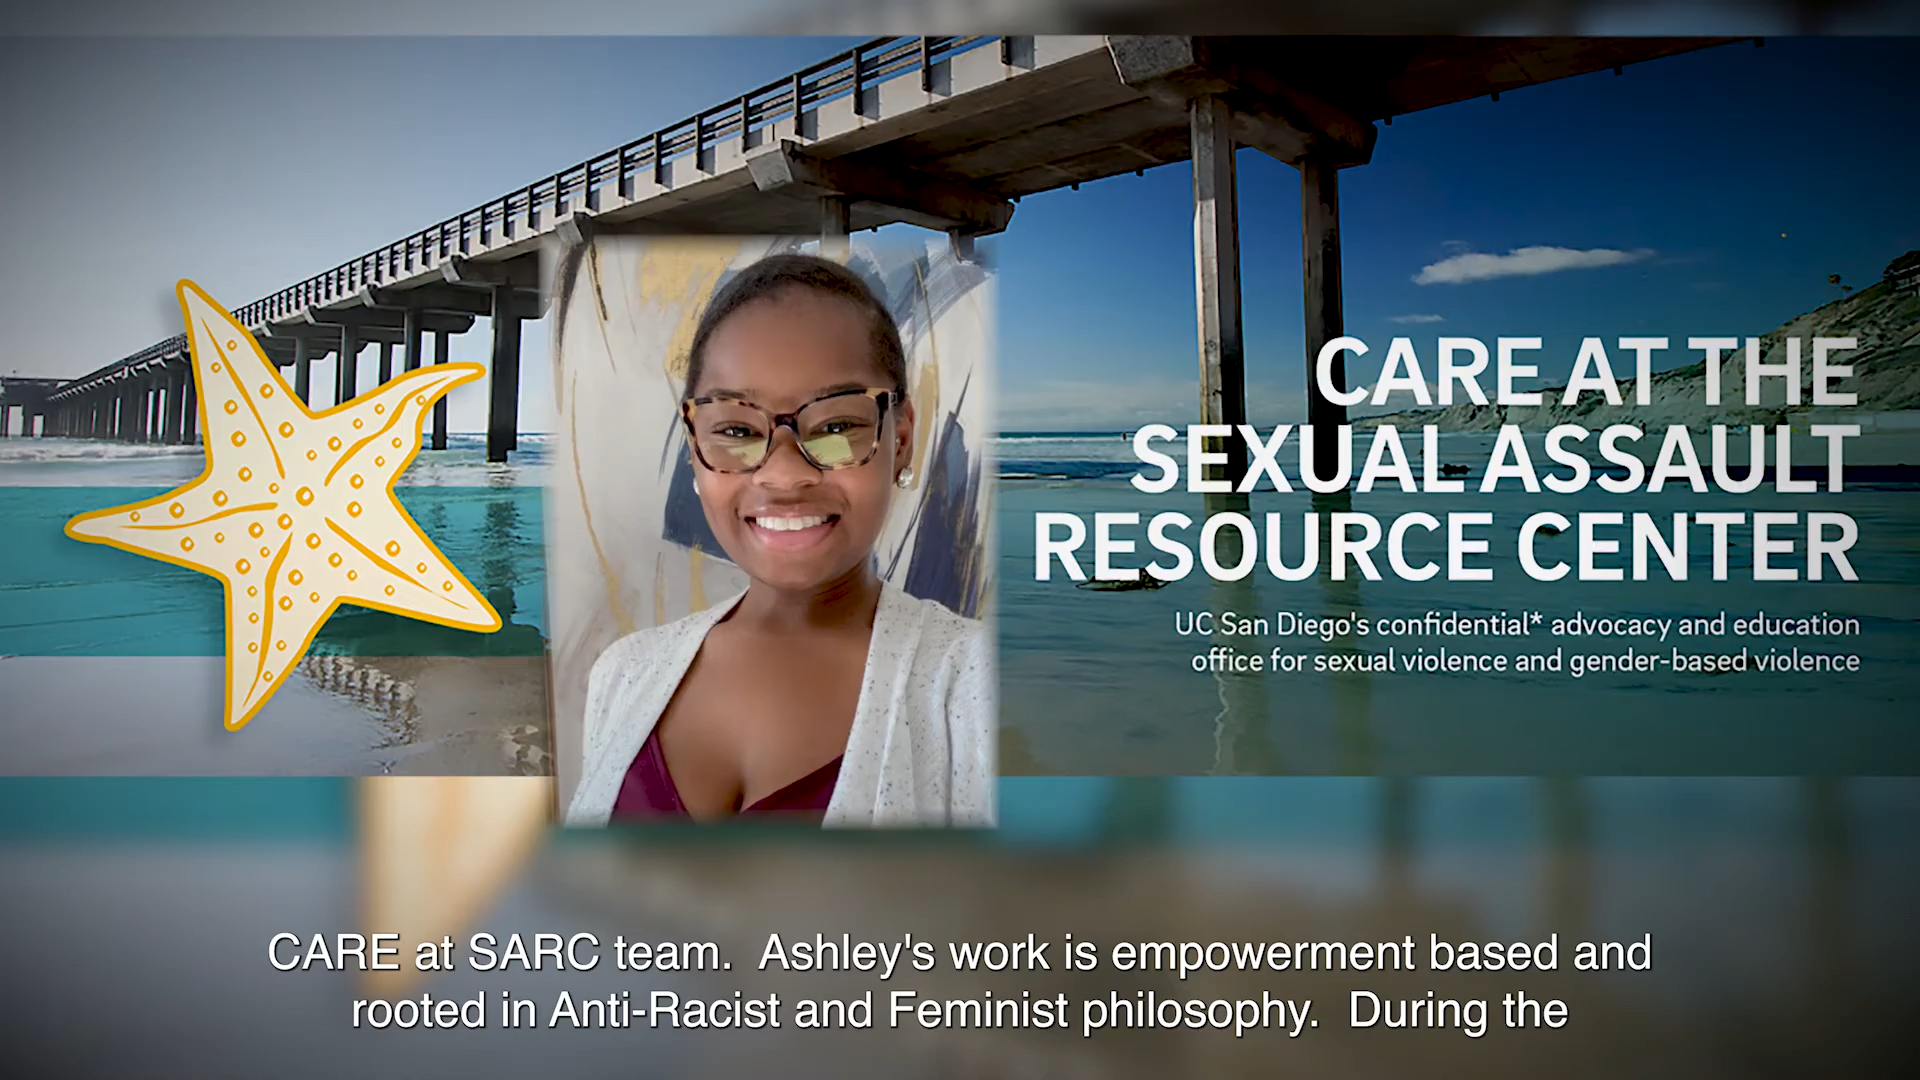 CARE AT THE
SEXUAL ASSAULT
RESOURCE CENTER
UC San Diego's confidential* advocacy and education
office for sexual violence and gender-based violence
CARE at SARC team.  Ashley's work is empowerment based and
rooted in Anti-Racist and Feminist philosophy.  During the